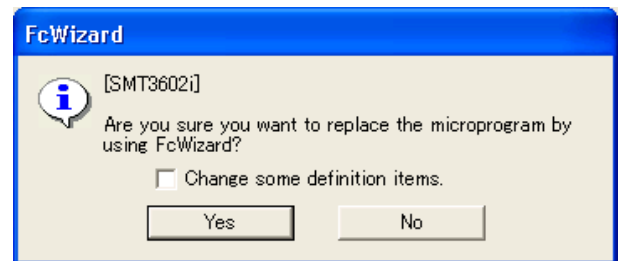 FcWizard
[SMT3602i]
Are you sure you want to replace the microprogram by
using FcWizard?
Change some definition items.
Yes No